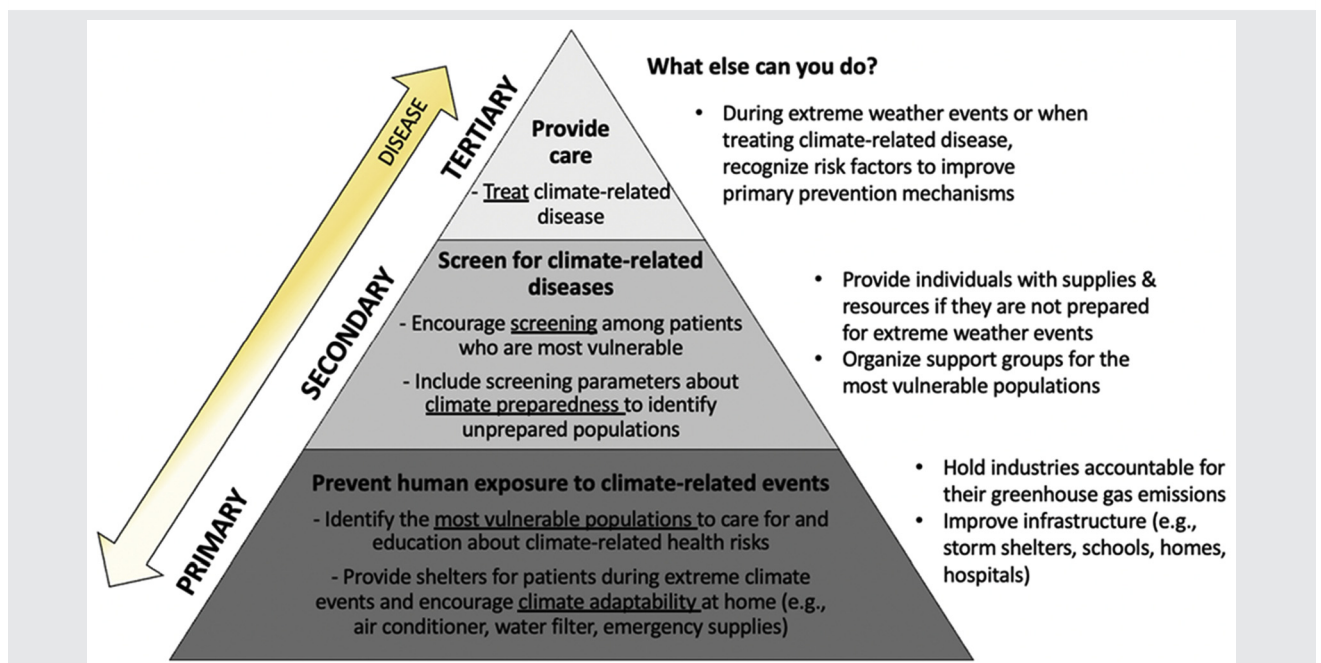 DISEASE
TERTIARY
Provide
care
- Treat climate-related
disease
What else can you do?
• During extreme weather events or when
treating climate-related disease,
recognize risk factors to improve
primary prevention mechanisms
SECONDARY
Screen for climate-related
diseases
- Encourage screening among patients
who are most vulnerable
- Include screening parameters about
climate preparedness to identify
unprepared populations
• Provide individuals with supplies &
resources if they are not prepared
for extreme weather events
• Organize support groups for the
most vulnerable populations
PRIMARY
Prevent human exposure to climate-related events
- Identify the most vulnerable populations to care for and
education about climate-related health risks
- Provide shelters for patients during extreme climate
events and encourage climate adaptability at home (e.g.,
air conditioner, water filter, emergency supplies)
• Hold industries accountable for
their greenhouse gas emissions
• Improve infrastructure (e.g.,
storm shelters, schools, homes,
hospitals)